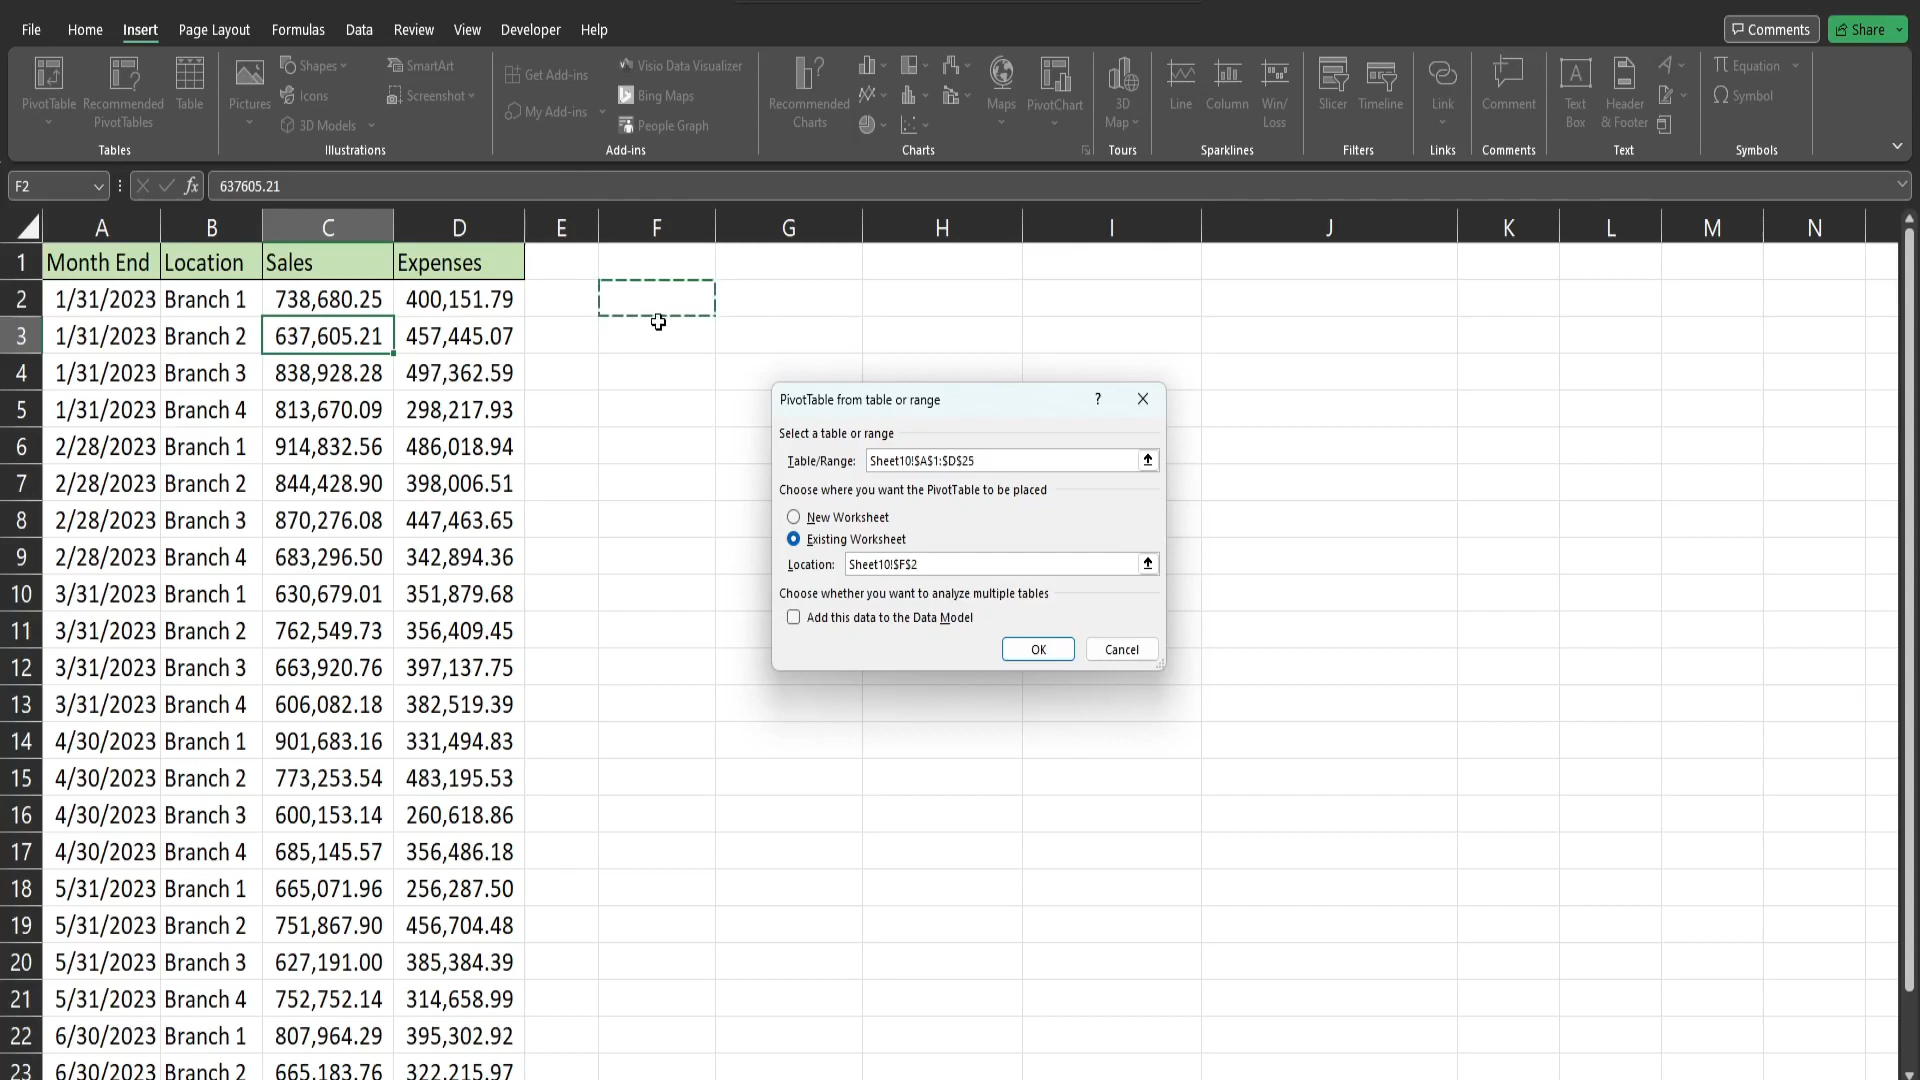 File Home Insert Page Layout Formulas Data Review View Developer Help Comments Share
PivotTable Recommended PivotTables Table
Tables
Pictures Shapes Icons 3D Models SmartArt Screenshot
Illustrations
Get Add-ins My Add-ins Visio Data Visualizer Bing Maps People Graph
Add-ins
Recommended Charts Maps PivotChart
Charts
3D Map
Tours
Line Column Win/Loss
Sparklines
Slicer Timeline
Filters
Link
Links
Comment
Comments
Text Box Header & Footer
Text
Equation Symbol
Symbols
F2 fx 637605.21
A B C D E F G H I J K L M N
1 Month End Location Sales Expenses
2 1/31/2023 Branch 1 738,680.25 400,151.79
3 1/31/2023 Branch 2 637,605.21 457,445.07
4 1/31/2023 Branch 3 838,928.28 497,362.59
5 1/31/2023 Branch 4 813,670.09 298,217.93
6 2/28/2023 Branch 1 914,832.56 486,018.94
7 2/28/2023 Branch 2 844,428.90 398,006.51
8 2/28/2023 Branch 3 870,276.08 447,463.65
9 2/28/2023 Branch 4 683,296.50 342,894.36
10 3/31/2023 Branch 1 630,679.01 351,879.68
11 3/31/2023 Branch 2 762,549.73 356,409.45
12 3/31/2023 Branch 3 663,920.76 397,137.75
13 3/31/2023 Branch 4 606,082.18 382,519.39
14 4/30/2023 Branch 1 901,683.16 331,494.83
15 4/30/2023 Branch 2 773,253.54 483,195.53
16 4/30/2023 Branch 3 600,153.14 260,618.86
17 4/30/2023 Branch 4 685,145.57 356,486.18
18 5/31/2023 Branch 1 665,071.96 256,287.50
19 5/31/2023 Branch 2 751,867.90 456,704.48
20 5/31/2023 Branch 3 627,191.00 385,384.39
21 5/31/2023 Branch 4 752,752.14 314,658.99
22 6/30/2023 Branch 1 807,964.29 395,302.92
23 6/30/2023 Branch 2 665,183.76 322,215.97
PivotTable from table or range ?
Select a table or range
Table/Range: Sheet10!$A$1:$D$25
Choose where you want the PivotTable to be placed
New Worksheet
Existing Worksheet
Location: Sheet10!$F$2
Choose whether you want to analyze multiple tables
Add this data to the Data Model
OK Cancel